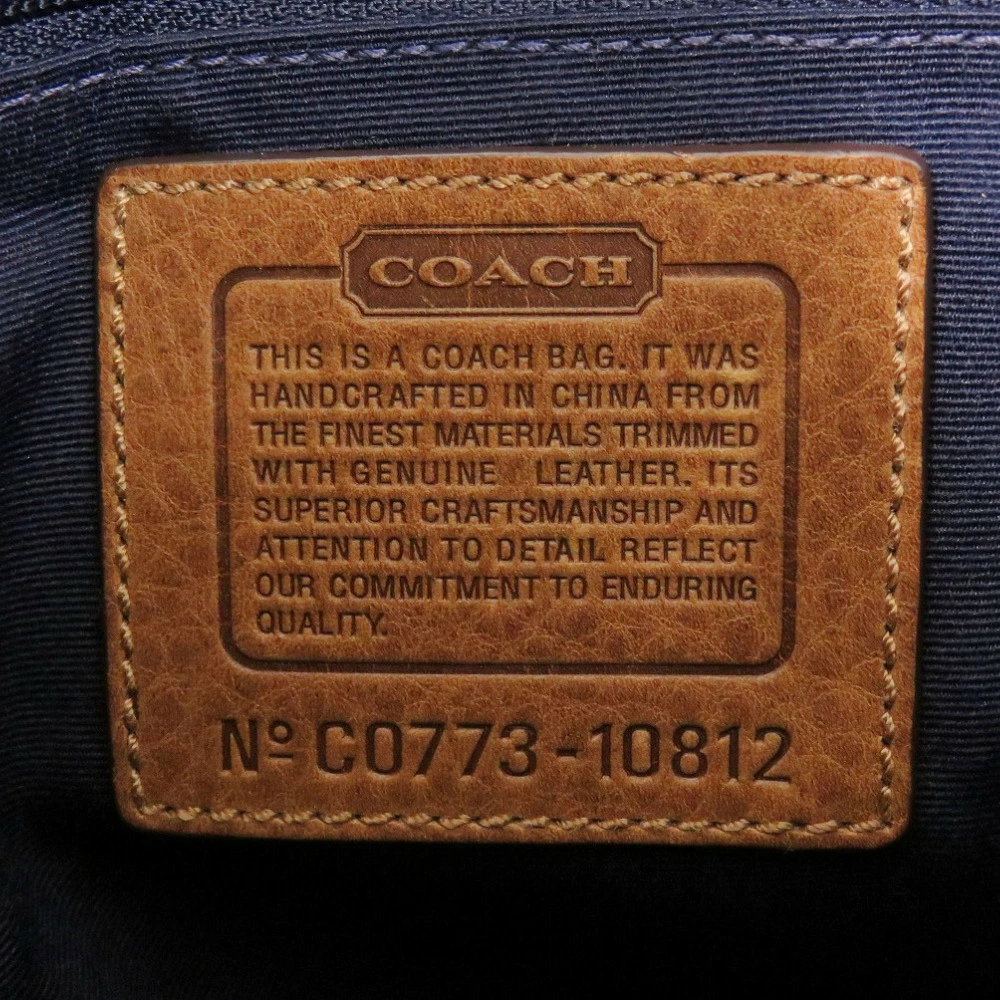 COACH
THIS IS A COACH BAG. IT WAS
HANDCRAFTED IN CHINA FROM
THE FINEST MATERIALS TRIMMED
WITH GENUINE LEATHER. ITS
SUPERIOR CRAFTSMANSHIP AND
ATTENTION TO DETAIL REFLECT
OUR COMMITMENT TO ENDURING
QUALITY.
Nº C0773-10812